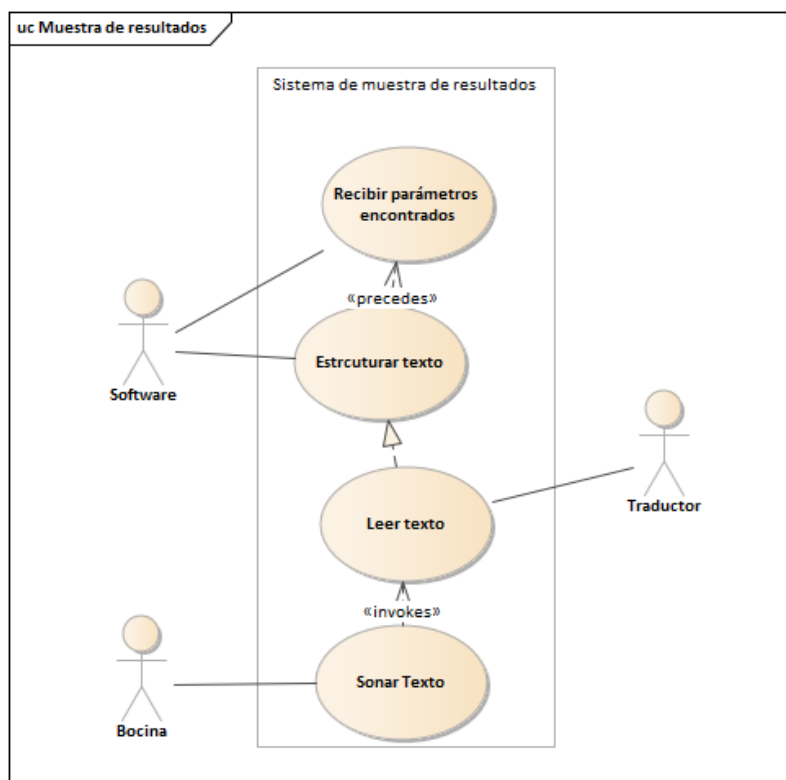 uc Muestra de resultados
Sistema de muestra de resultados
Recibir parámetros
encontrados
«precedes»
Estrcuturar texto
Software
Traductor
Leer texto
«invokes»
Sonar Texto
Bocina